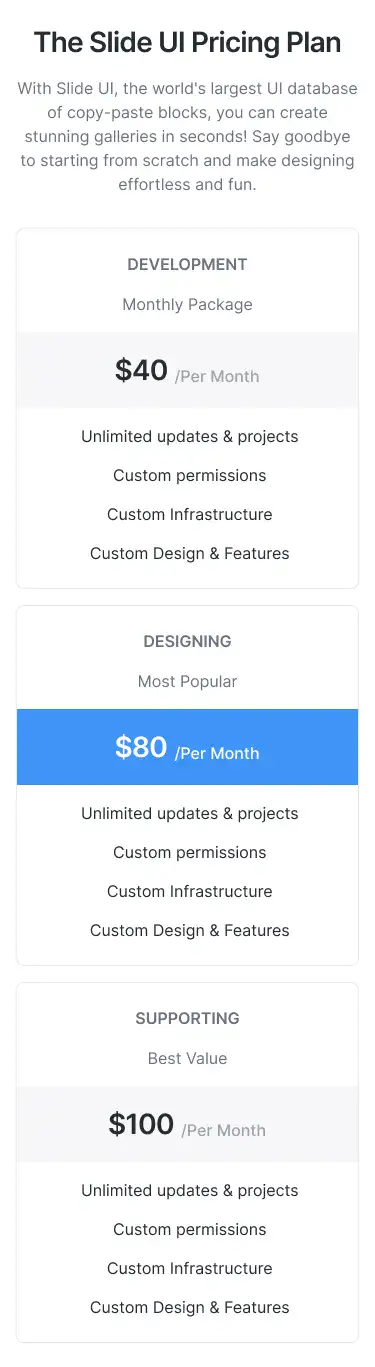 The Slide UI Pricing Plan
With Slide UI, the world's largest UI database
of copy-paste blocks, you can create
stunning galleries in seconds! Say goodbye
to starting from scratch and make designing
effortless and fun.
DEVELOPMENT
Monthly Package
$40 /Per Month
Unlimited updates & projects
Custom permissions
Custom Infrastructure
Custom Design & Features
DESIGNING
Most Popular
$80 /Per Month
Unlimited updates & projects
Custom permissions
Custom Infrastructure
Custom Design & Features
SUPPORTING
Best Value
$100 /Per Month
Unlimited updates & projects
Custom permissions
Custom Infrastructure
Custom Design & Features